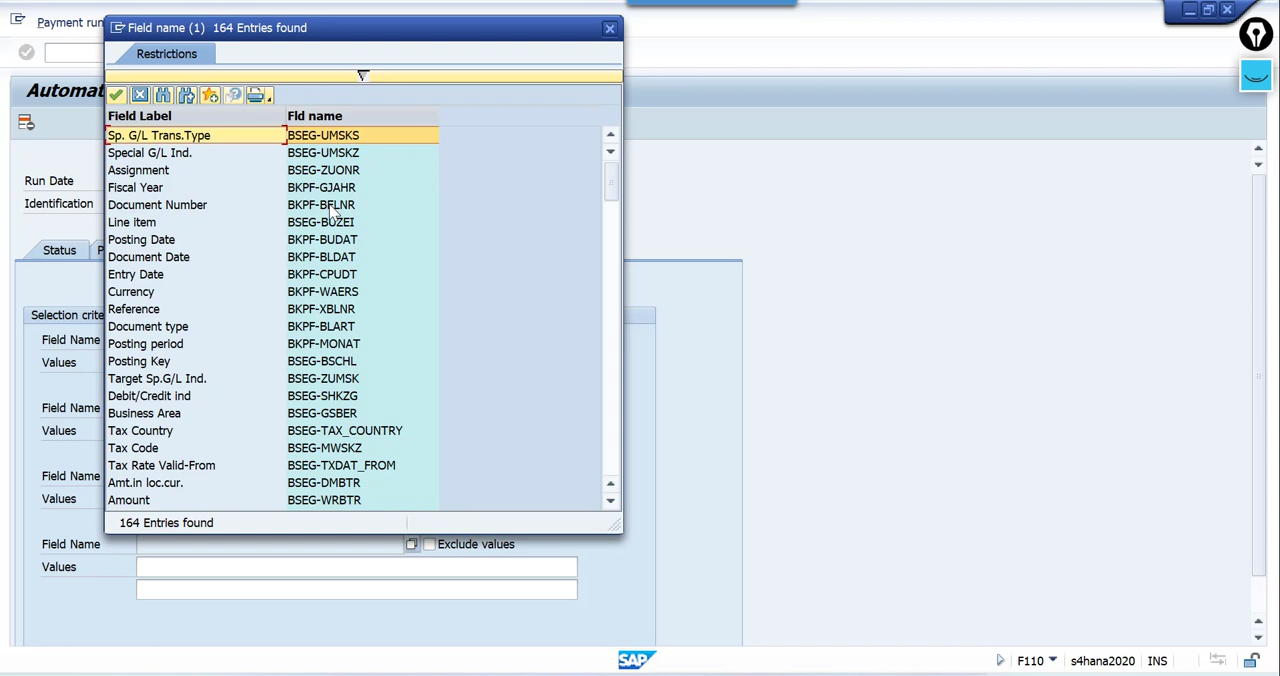 Payment run
Field name (1) 164 Entries found
Restrictions
Automat
Field Label Fld name
Sp. G/L Trans.Type BSEG-UMSKS
Special G/L Ind. BSEG-UMSKZ
Assignment BSEG-ZUONR
Fiscal Year BKPF-GJAHR
Document Number BKPF-BELNR
Line item BSEG-BUZEI
Posting Date BKPF-BUDAT
Document Date BKPF-BLDAT
Entry Date BKPF-CPUDT
Currency BKPF-WAERS
Reference BKPF-XBLNR
Document type BKPF-BLART
Posting period BKPF-MONAT
Posting Key BSEG-BSCHL
Target Sp.G/L Ind. BSEG-ZUMSK
Debit/Credit ind BSEG-SHKZG
Business Area BSEG-GSBER
Tax Country BSEG-TAX_COUNTRY
Tax Code BSEG-MWSKZ
Tax Rate Valid-From BSEG-TXDAT_FROM
Amt.in loc.cur. BSEG-DMBTR
Amount BSEG-WRBTR
164 Entries found
Run Date
Identification
Status P
Selection crite
Field Name
Values
Field Name
Values
Field Name
Values
Field Name Exclude values
Values
SAP F110 s4hana2020 INS